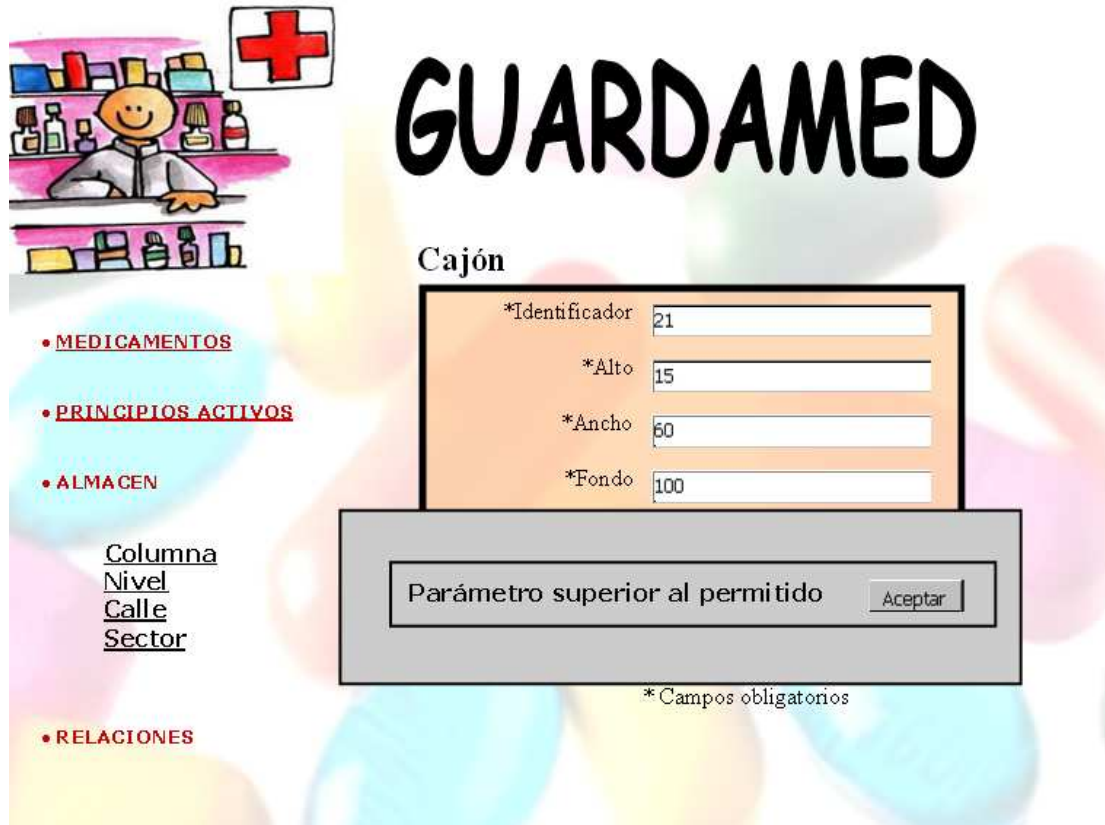 GUARDAMED
Cajón
*Identificador 21
*Alto 15
*Ancho 60
*Fondo 100
Parámetro superior al permitido Aceptar
* Campos obligatorios
• MEDICAMENTOS
• PRINCIPIOS ACTIVOS
• ALMACEN
Columna
Nivel
Calle
Sector
• RELACIONES